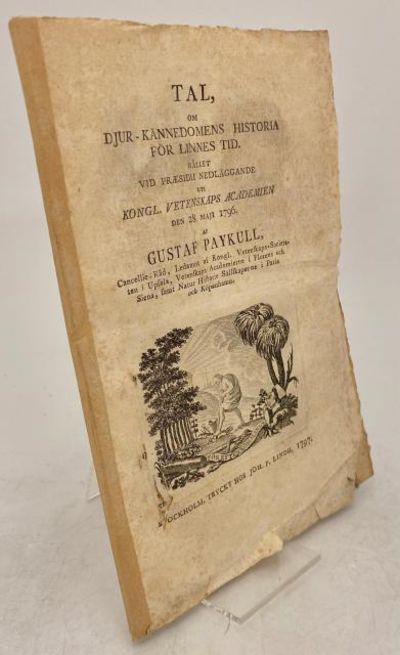 TAL,
OM
DJUR-KÄNNEDOMENS HISTORIA
FÖR LINNÉS TID.
HÅLLET
VID PRÆSIDII NEDLÄGGANDE
UTI
KONGL. VETENSKAPS ACADEMIEN
DEN 28 MAJI 1796.
AF
GUSTAF PAYKULL,
Cancellie-Råd, Ledamot af Kongl. Vetenskaps-Societe-
ten i Upsala, Vetenskaps Academierne i Florens och
Siena, samt Natur Historie Sällskaperne i Paris
och Köpenhamn.
STOCKHOLM, TRYCKT HOS JOH. P. LINDH, 1797.